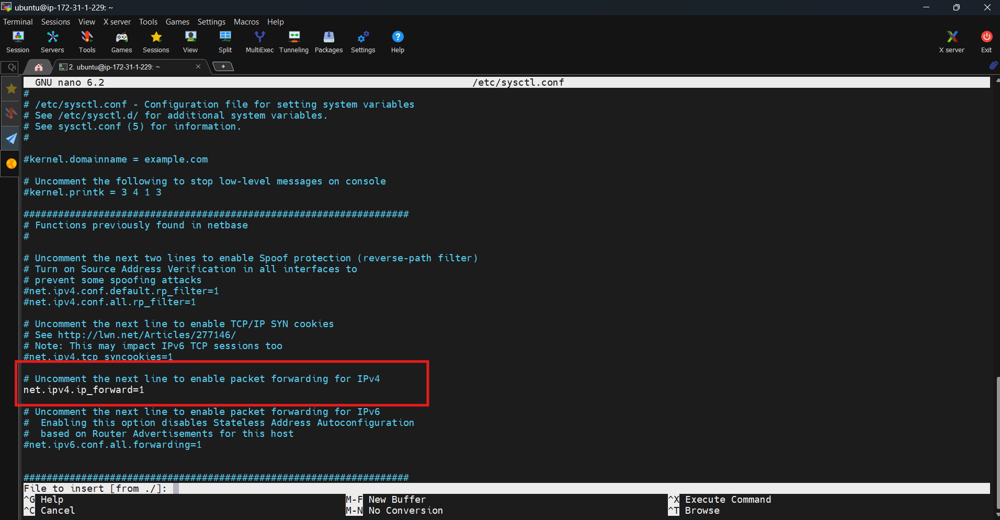 ubuntu@ip-172-31-1-229: ~
Terminal Sessions View X server Tools Games Settings Macros Help
Session Servers Tools Games Sessions View Split MultiExec Tunneling Packages Settings Help X server Exit
2. ubuntu@ip-172-31-1-229: ~
GNU nano 6.2 /etc/sysctl.conf
#
# /etc/sysctl.conf - Configuration file for setting system variables
# See /etc/sysctl.d/ for additional system variables.
# See sysctl.conf (5) for information.
#
#kernel.domainname = example.com
# Uncomment the following to stop low-level messages on console
#kernel.printk = 3 4 1 3
###################################################################
# Functions previously found in netbase
#
# Uncomment the next two lines to enable Spoof protection (reverse-path filter)
# Turn on Source Address Verification in all interfaces to
# prevent some spoofing attacks
#net.ipv4.conf.default.rp_filter=1
#net.ipv4.conf.all.rp_filter=1
# Uncomment the next line to enable TCP/IP SYN cookies
# See http://lwn.net/Articles/277146/
# Note: This may impact IPv6 TCP sessions too
#net.ipv4.tcp_syncookies=1
# Uncomment the next line to enable packet forwarding for IPv4
net.ipv4.ip_forward=1
# Uncomment the next line to enable packet forwarding for IPv6
#  Enabling this option disables Stateless Address Autoconfiguration
#  based on Router Advertisements for this host
#net.ipv6.conf.all.forwarding=1
###################################################################
File to insert [from ./]:
^G Help M-F New Buffer ^X Execute Command
^C Cancel M-N No Conversion ^T Browse